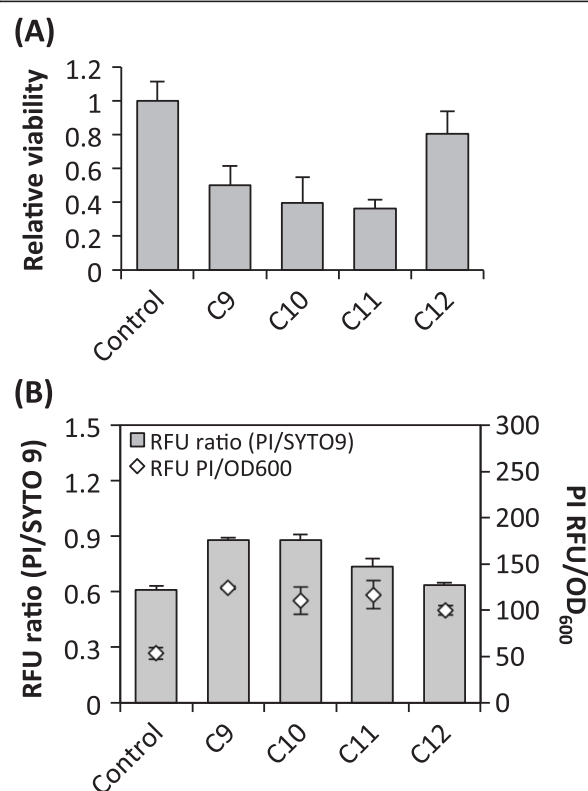 (A)
Relative viability
1.2
1
0.8
0.6
0.4
0.2
0
Control
C9
C10
C11
C12
(B)
RFU ratio (PI/SYTO 9)
1.5
1.2
0.9
0.6
0.3
0
RFU ratio (PI/SYTO9)
RFU PI/OD600
300
250
200
150
100
50
0
PI RFU/OD600
Control
C9
C10
C11
C12